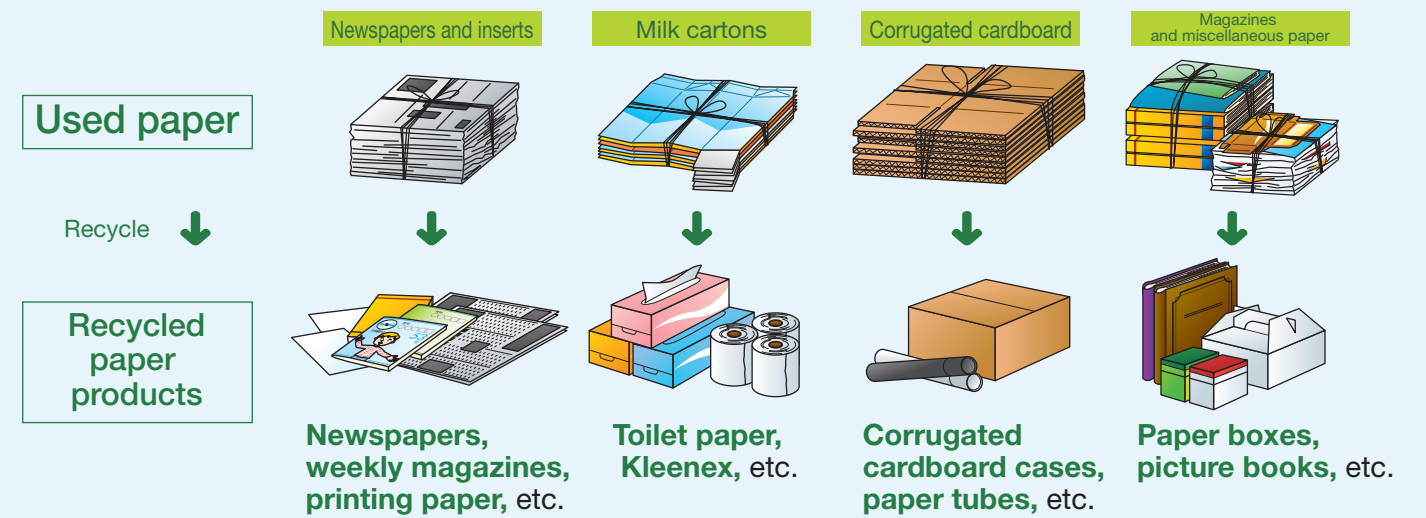 Newspapers and inserts
Milk cartons
Corrugated cardboard
Magazines
and miscellaneous paper
Used paper
Recycle
Recycled
paper
products
Newspapers,
weekly magazines,
printing paper, etc.
Toilet paper,
Kleenex, etc.
Corrugated
cardboard cases,
paper tubes, etc.
Paper boxes,
picture books, etc.